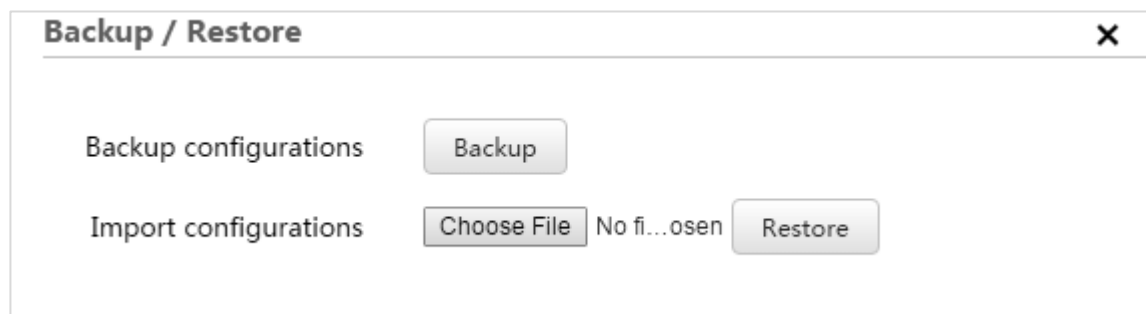 Backup / Restore
Backup configurations Backup
Import configurations Choose File No fi...osen Restore